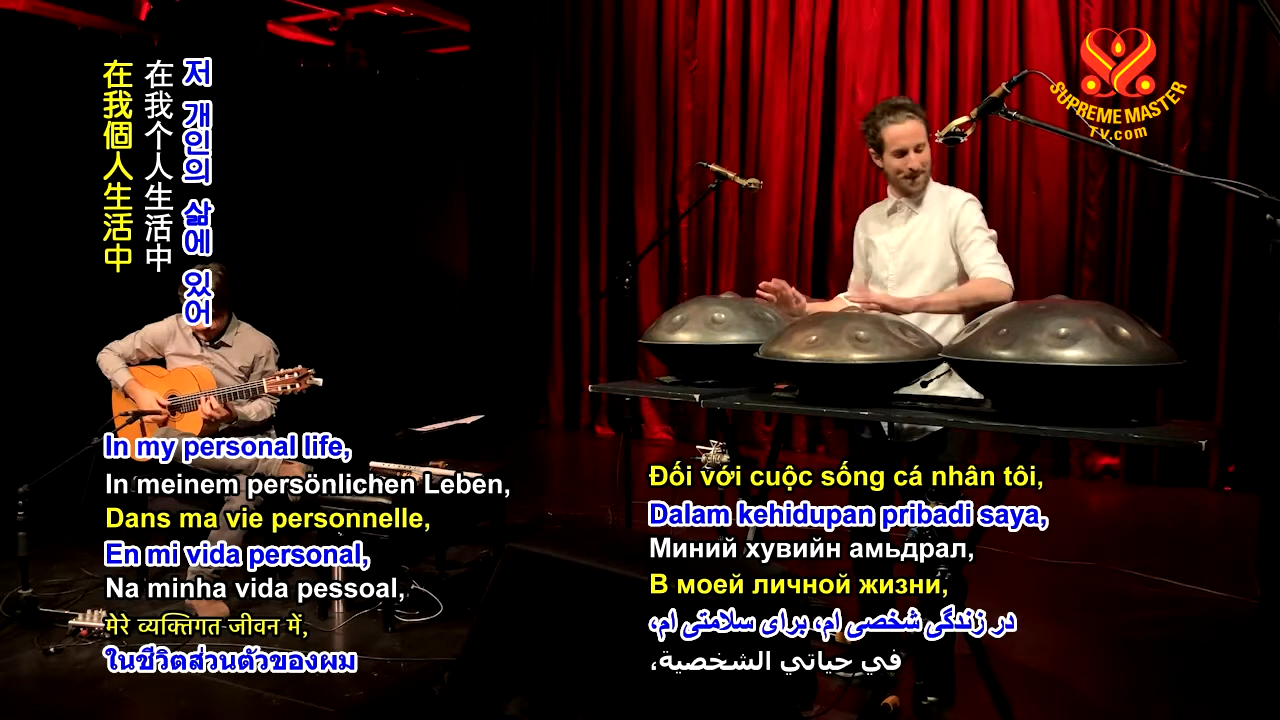 在我個人生活中
在我个人生活中
저 개인의 삶에 있어
SUPREME MASTER
TV.com
In my personal life,
In meinem persönlichen Leben,
Dans ma vie personnelle,
En mi vida personal,
Na minha vida pessoal,
मेरे व्यक्तिगत जीवन में,
ในชีวิตส่วนตัวของผม
Đối với cuộc sống cá nhân tôi,
Dalam kehidupan pribadi saya,
Миний хувийн амьдрал,
В моей личной жизни,
در زندگی شخصی ام، برای سلامتی ام،
في حياتي الشخصية،